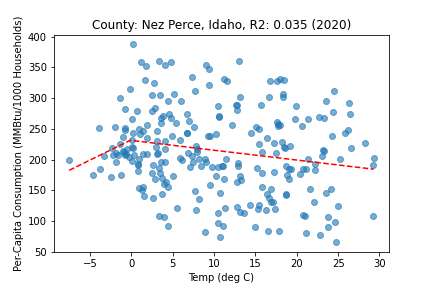 County: Nez Perce, Idaho, R2: 0.035 (2020)
Per-Capita Consumption (MMBtu/1000 Households)
400
350
300
250
200
150
100
50
−5 0 5 10 15 20 25 30
Temp (deg C)